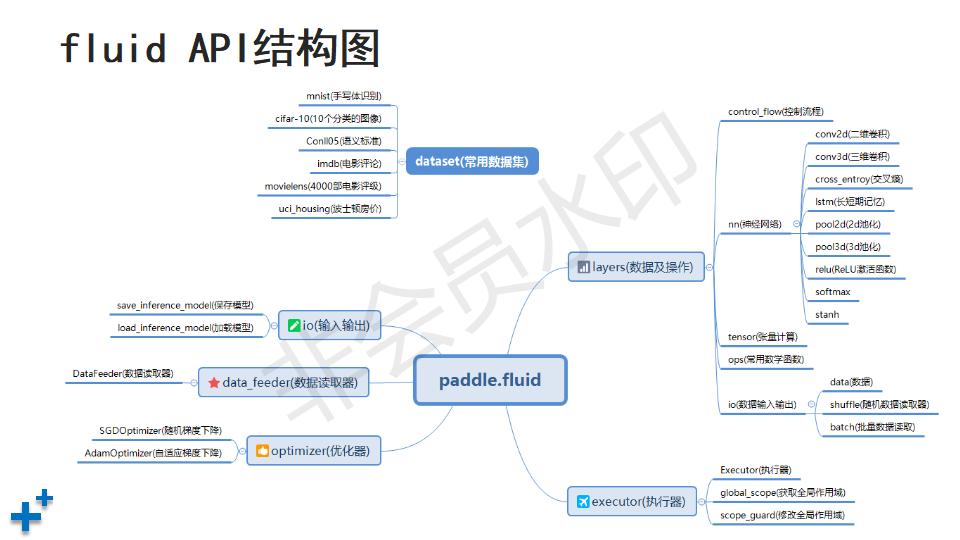 fluid API结构图
mnist(手写体识别)
cifar-10(10个分类的图像)
Conll05(语义标准)
imdb(电影评论)
movielens(4000部电影评级)
uci_housing(波士顿房价)
dataset(常用数据集)
save_inference_model(保存模型)
load_inference_model(加载模型)
io(输入输出)
DataFeeder(数据读取器)
data_feeder(数据读取器)
SGDOptimizer(随机梯度下降)
AdamOptimizer(自适应梯度下降)
optimizer(优化器)
paddle.fluid
layers(数据及操作)
control_flow(控制流程)
nn(神经网络)
conv2d(二维卷积)
conv3d(三维卷积)
cross_entroy(交叉熵)
lstm(长短期记忆)
pool2d(2d池化)
pool3d(3d池化)
relu(ReLU激活函数)
softmax
stanh
tensor(张量计算)
ops(常用数学函数)
io(数据输入输出)
data(数据)
shuffle(随机数据读取器)
batch(批量数据读取)
executor(执行器)
Executor(执行器)
global_scope(获取全局作用域)
scope_guard(修改全局作用域)
非会员水印